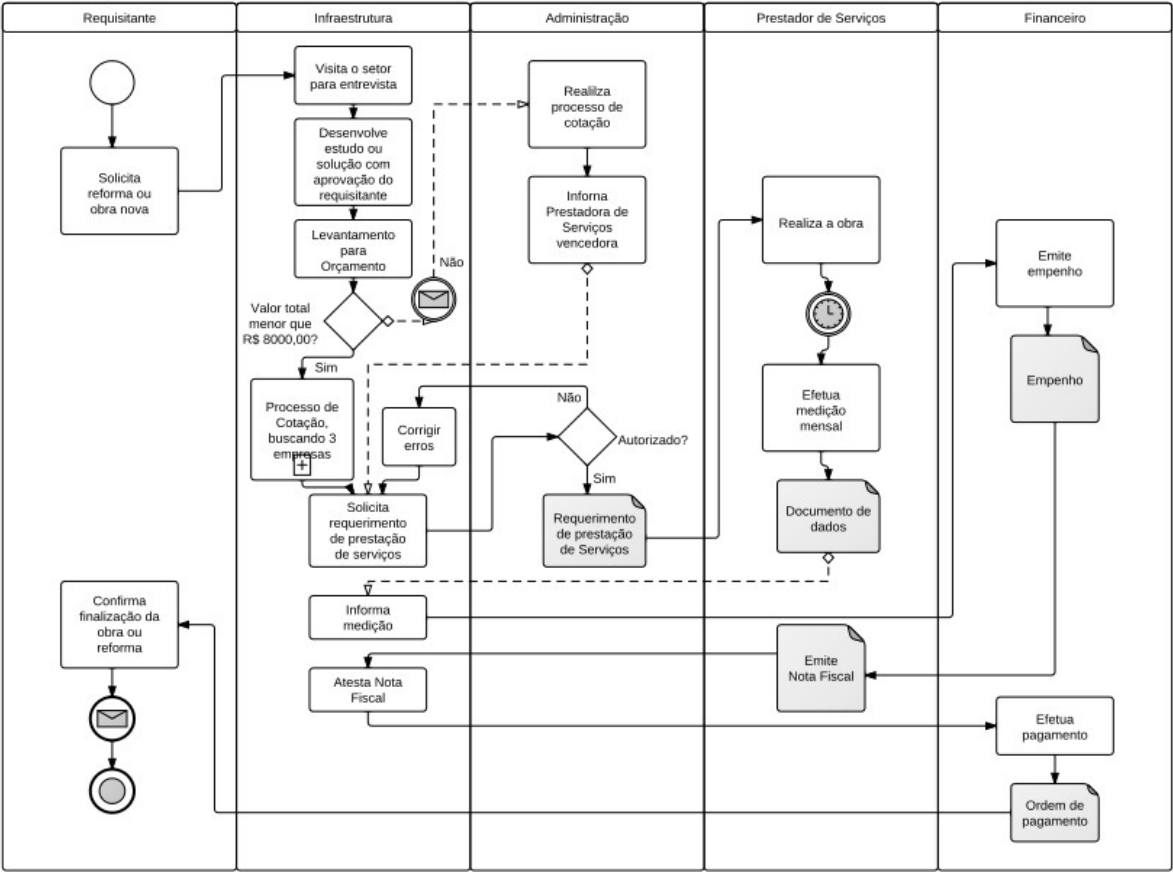 Requisitante
Infraestrutura
Administração
Prestador de Serviços
Financeiro
Solicita
reforma ou
obra nova
Confirma
finalização da
obra ou
reforma
Visita o setor
para entrevista
Desenvolve
estudo ou
solução com
aprovação do
requisitante
Levantamento
para
Orçamento
Não
Valor total
menor que
R$ 8000,00?
Sim
Processo de
Cotação,
buscando 3
empresas
Corrigir
erros
Solicita
requerimento
de prestação
de serviços
Informa
medição
Atesta Nota
Fiscal
Realilza
processo de
cotação
Inforna
Prestadora de
Serviços
vencedora
Não
Autorizado?
Sim
Requerimento
de prestação
de Serviços
Realiza a obra
Efetua
medição
mensal
Documento de
dados
Emite
Nota Fiscal
Emite
empenho
Empenho
Efetua
pagamento
Ordem de
pagamento